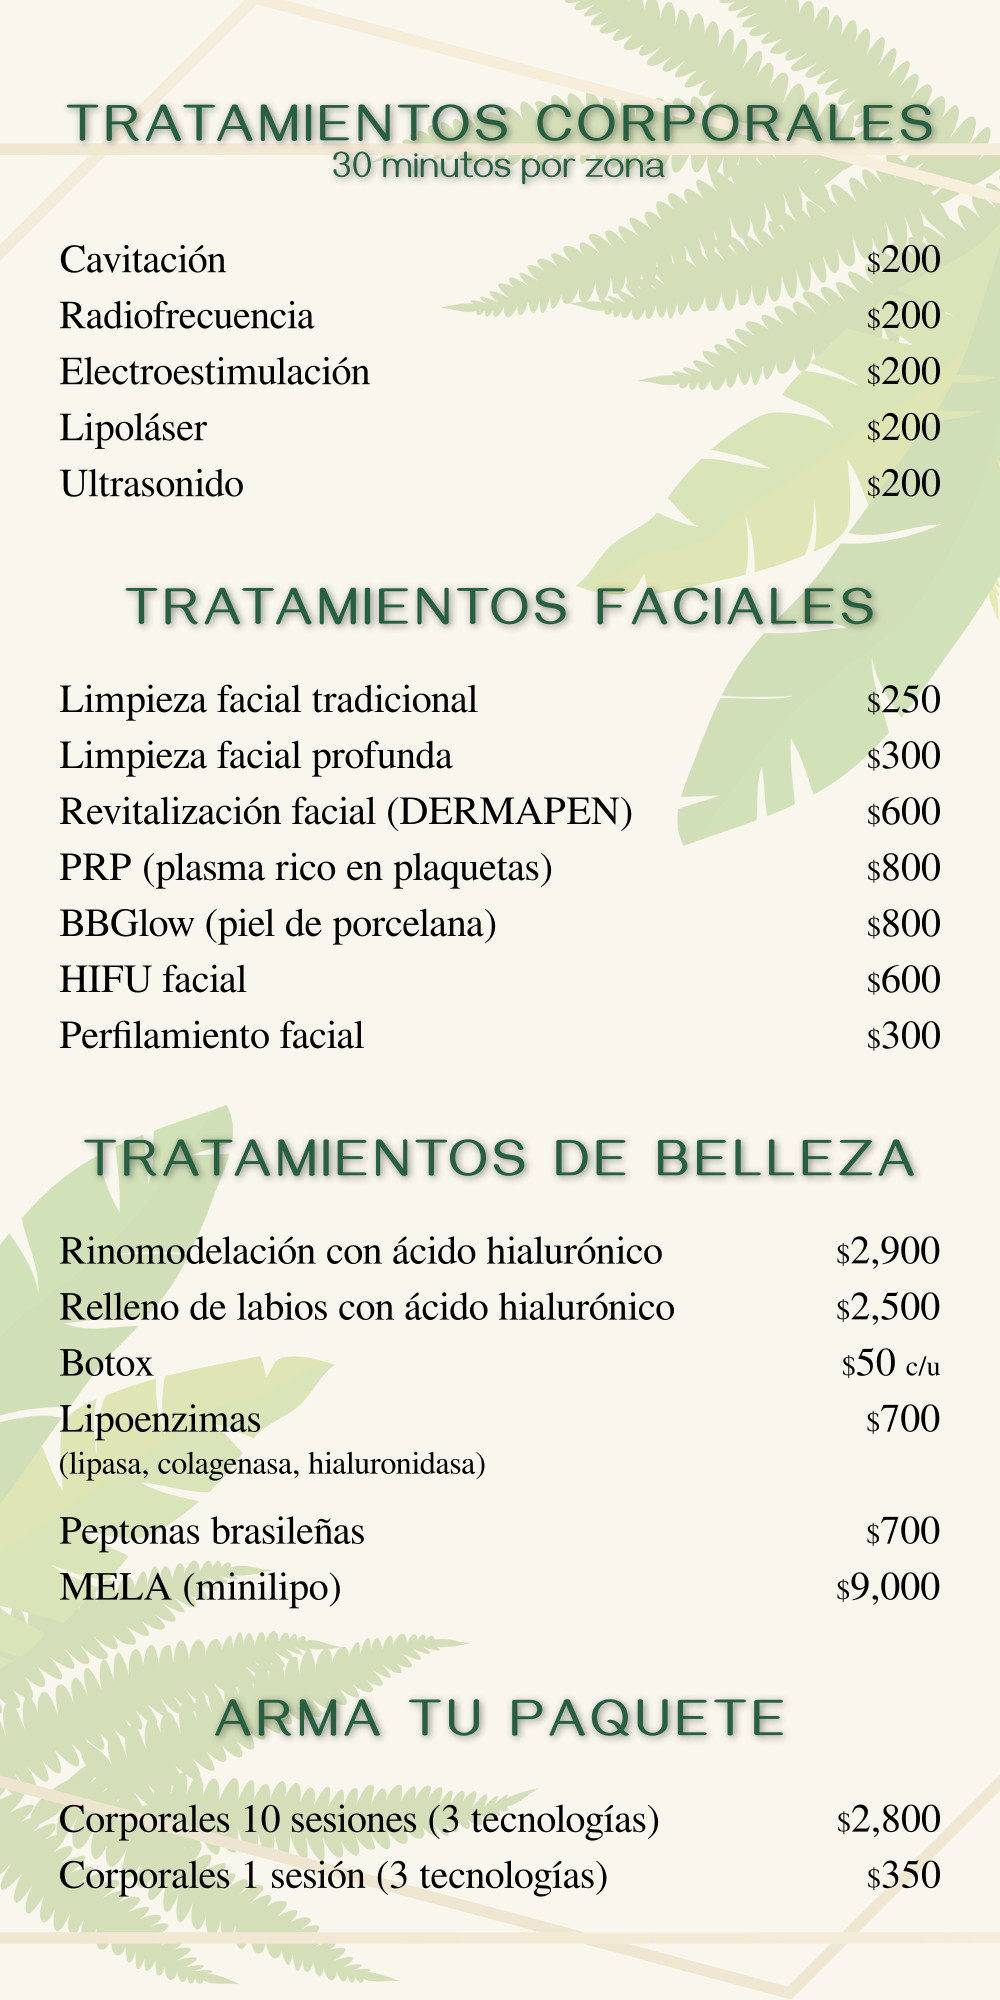 TRATAMIENTOS CORPORALES
30 minutos por zona
Cavitación $200
Radiofrecuencia $200
Electroestimulación $200
Lipoláser $200
Ultrasonido $200
TRATAMIENTOS FACIALES
Limpieza facial tradicional $250
Limpieza facial profunda $300
Revitalización facial (DERMAPEN) $600
PRP (plasma rico en plaquetas) $800
BBGlow (piel de porcelana) $800
HIFU facial $600
Perfilamiento facial $300
TRATAMIENTOS DE BELLEZA
Rinomodelación con ácido hialurónico $2,900
Relleno de labios con ácido hialurónico $2,500
Botox $50 c/u
Lipoenzimas $700
(lipasa, colagenasa, hialuronidasa)
Peptonas brasileñas $700
MELA (minilipo) $9,000
ARMA TU PAQUETE
Corporales 10 sesiones (3 tecnologías) $2,800
Corporales 1 sesión (3 tecnologías) $350